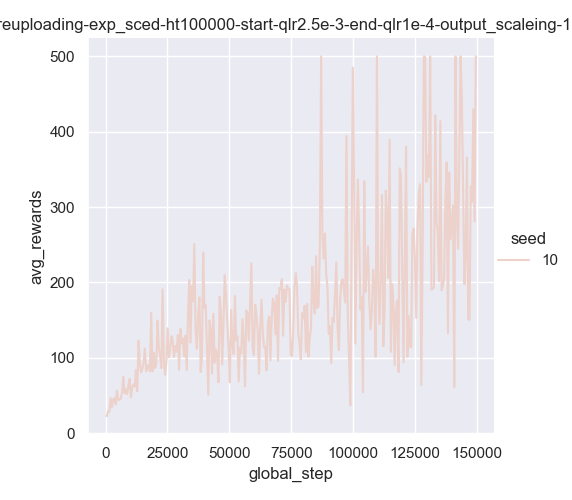 reuploading-exp_sced-ht100000-start-qlr2.5e-3-end-qlr1e-4-output_scaleing-1
500
400
300
200
100
0
avg_rewards
0 25000 50000 75000 100000 125000 150000
global_step
seed
10